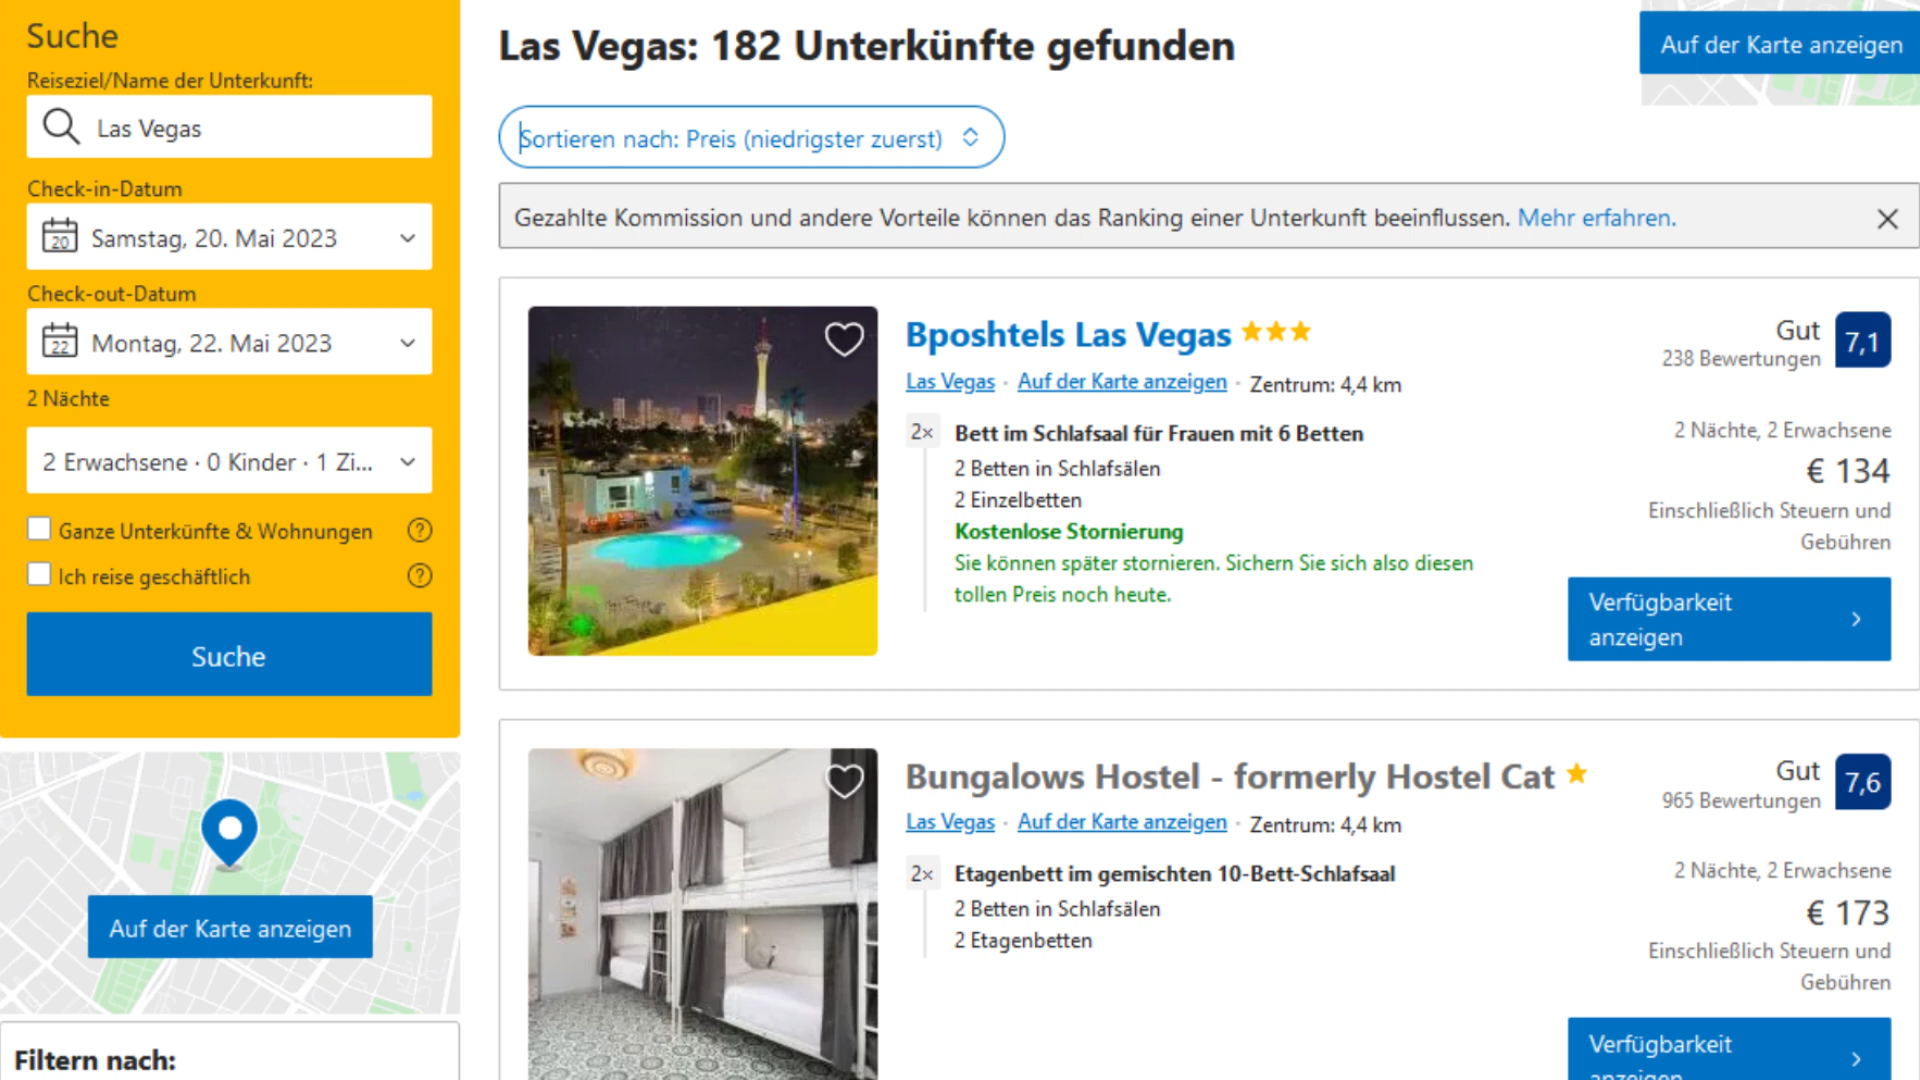 Suche
Reiseziel/Name der Unterkunft:
Las Vegas
Check-in-Datum
20
Samstag, 20. Mai 2023
Check-out-Datum
22
Montag, 22. Mai 2023
2 Nächte
2 Erwachsene · 0 Kinder · 1 Zi...
Ganze Unterkünfte & Wohnungen
Ich reise geschäftlich
Suche
Auf der Karte anzeigen
Filtern nach:
Las Vegas: 182 Unterkünfte gefunden
Auf der Karte anzeigen
Sortieren nach: Preis (niedrigster zuerst)
Gezahlte Kommission und andere Vorteile können das Ranking einer Unterkunft beeinflussen. Mehr erfahren.
Bposhtels Las Vegas
Las Vegas · Auf der Karte anzeigen · Zentrum: 4,4 km
2× Bett im Schlafsaal für Frauen mit 6 Betten
2 Betten in Schlafsälen
2 Einzelbetten
Kostenlose Stornierung
Sie können später stornieren. Sichern Sie sich also diesen
tollen Preis noch heute.
Gut 7,1
238 Bewertungen
2 Nächte, 2 Erwachsene
€ 134
Einschließlich Steuern und
Gebühren
Verfügbarkeit
anzeigen
Bungalows Hostel - formerly Hostel Cat
Las Vegas · Auf der Karte anzeigen · Zentrum: 4,4 km
2× Etagenbett im gemischten 10-Bett-Schlafsaal
2 Betten in Schlafsälen
2 Etagenbetten
Gut 7,6
965 Bewertungen
2 Nächte, 2 Erwachsene
€ 173
Einschließlich Steuern und
Gebühren
Verfügbarkeit
anzeigen